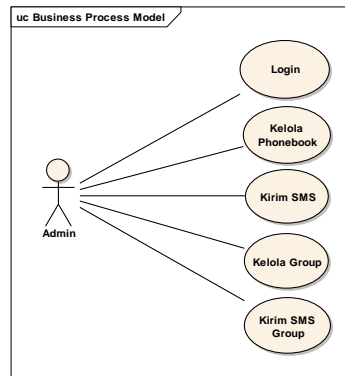 uc Business Process Model
Login
Kelola
Phonebook
Kirim SMS
Admin
Kelola Group
Kirim SMS
Group